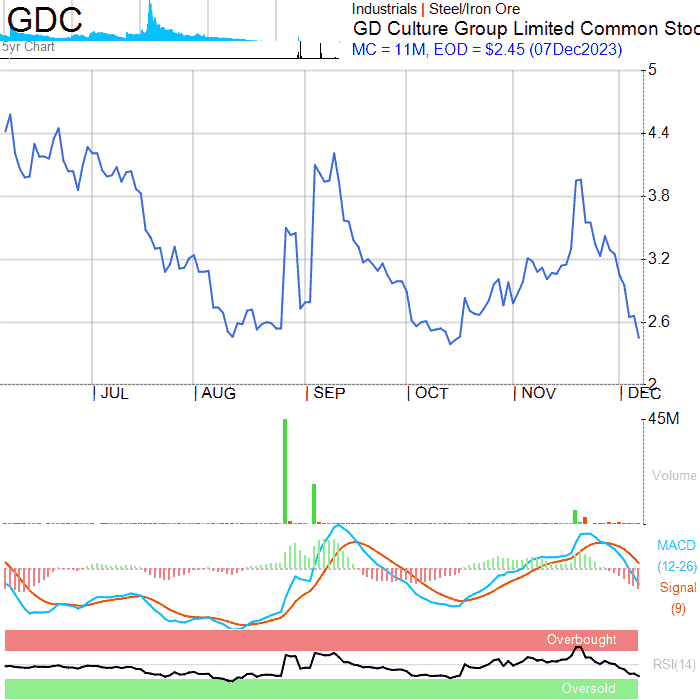 GDC
5yr Chart
Industrials | Steel/Iron Ore
GD Culture Group Limited Common Stoc
MC = 11M, EOD = $2.45 (07Dec2023)
5
4.4
3.8
3.2
2.6
2
JUL AUG SEP OCT NOV DEC
45M
Volume
MACD
(12-26)
Signal
(9)
Overbought
RSI(14)
Oversold